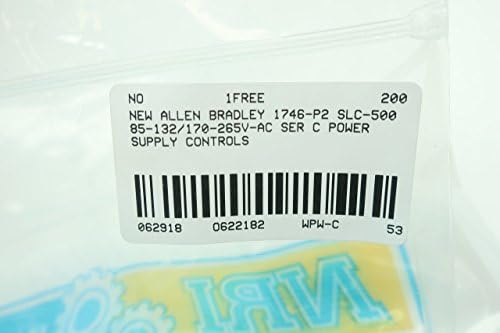 NO 1FREE 200
NEW ALLEN BRADLEY 1746-P2 SLC-500
85-132/170-265V-AC SER C POWER
SUPPLY CONTROLS
062918 0622182 WPW-C 53
NRI